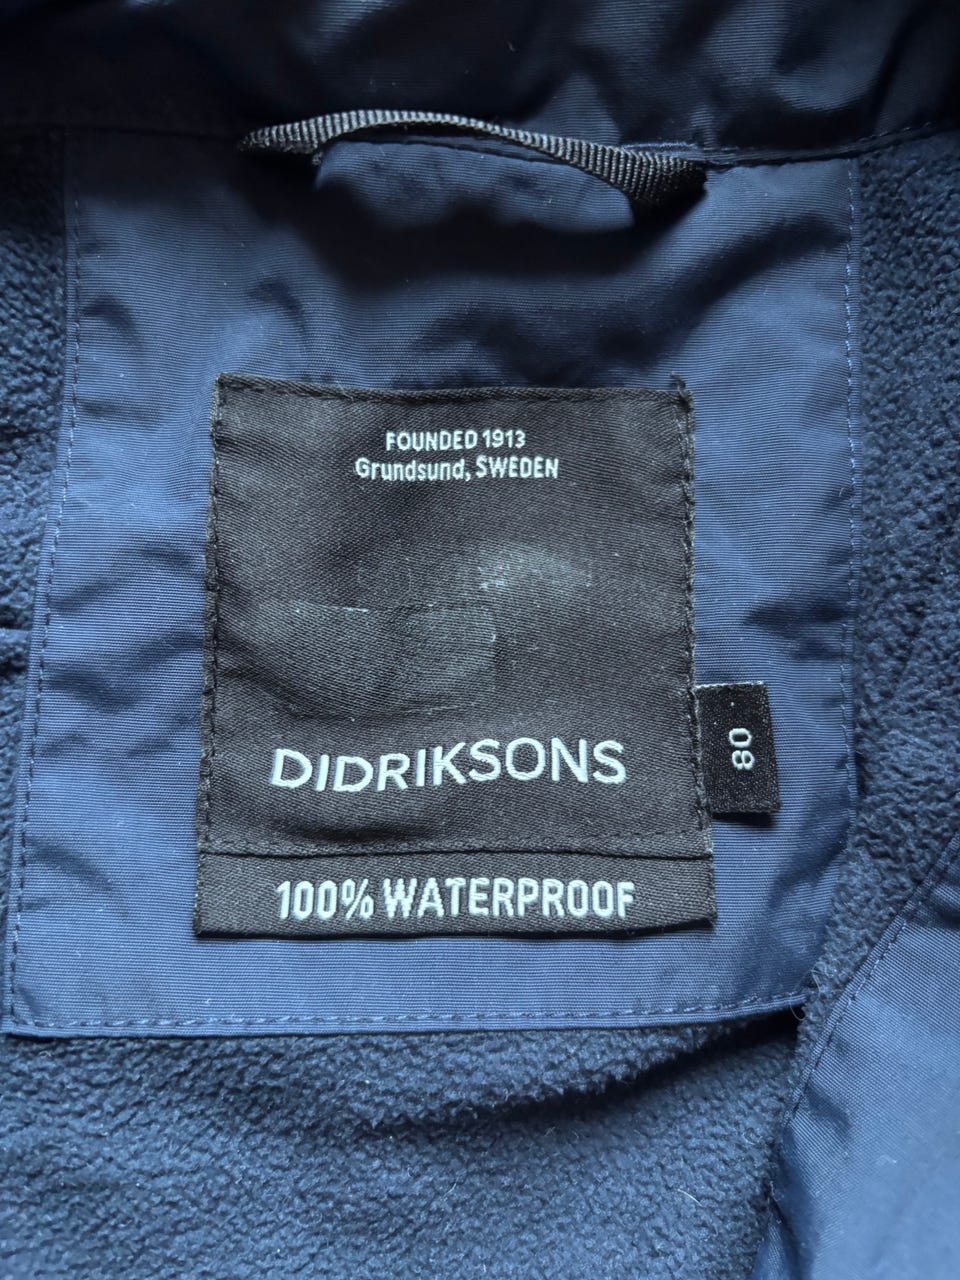 FOUNDED 1913
Grundsund, SWEDEN
DIDRIKSONS
80
100% WATERPROOF